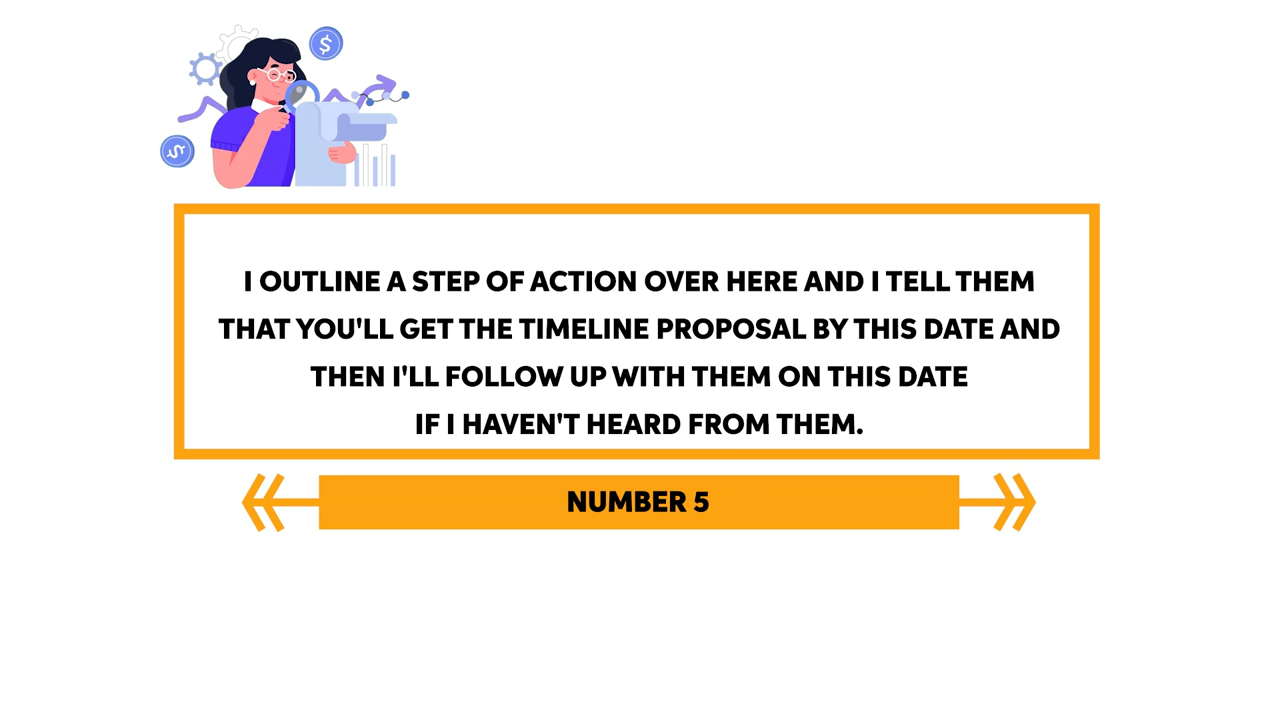 I OUTLINE A STEP OF ACTION OVER HERE AND I TELL THEM
THAT YOU'LL GET THE TIMELINE PROPOSAL BY THIS DATE AND
THEN I'LL FOLLOW UP WITH THEM ON THIS DATE
IF I HAVEN'T HEARD FROM THEM.
NUMBER 5